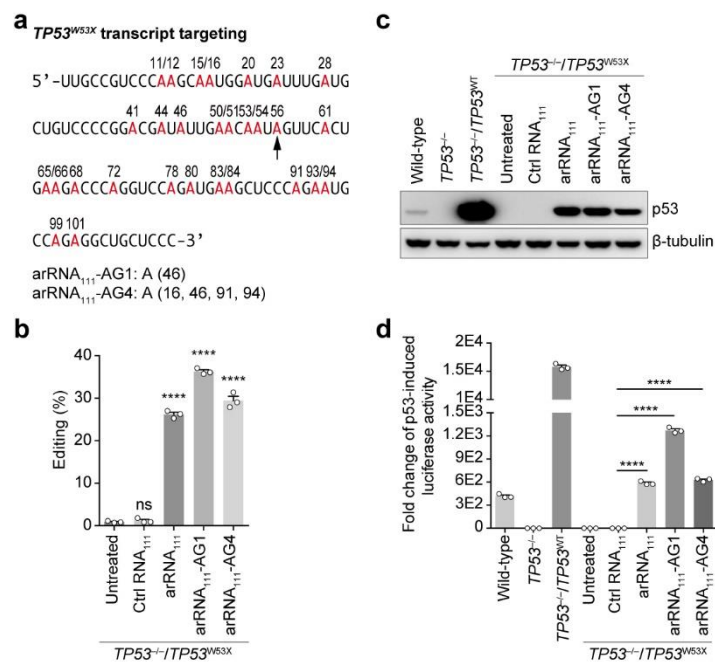 a
TP53W53X transcript targeting
11/12 15/16 20 23 28
5'-UUGCCGUCCCAAGCAAUGGAUGAUUUGAUG
41 44 46 50/51 53/54 56 61
CUGUCCCCGGACGAUAUUGAACAAUAGUUCACU
65/66 68 72 78 80 83/84 91 93/94
GAAGACCCAGGUCCAGAUGAAGCUCCCAGAAUG
99 101
CCAGAGGCUGCUCCC-3'
arRNA111-AG1: A (46)
arRNA111-AG4: A (16, 46, 91, 94)
b
Editing (%)
40
30
20
10
0
ns
****
****
****
Untreated
Ctrl RNA111
arRNA111
arRNA111-AG1
arRNA111-AG4
TP53–/–/TP53W53X
c
TP53–/–/TP53W53X
Wild-type
TP53–/–
TP53–/–/TP53WT
Untreated
Ctrl RNA111
arRNA111
arRNA111-AG1
arRNA111-AG4
p53
β-tubulin
d
Fold change of p53-induced
luciferase activity
2E4
1.5E4
1.5E3
1.2E3
9E2
6E2
3E2
0
****
****
****
Wild-type
TP53–/–
TP53–/–/TP53WT
Untreated
Ctrl RNA111
arRNA111
arRNA111-AG1
arRNA111-AG4
TP53–/–/TP53W53X